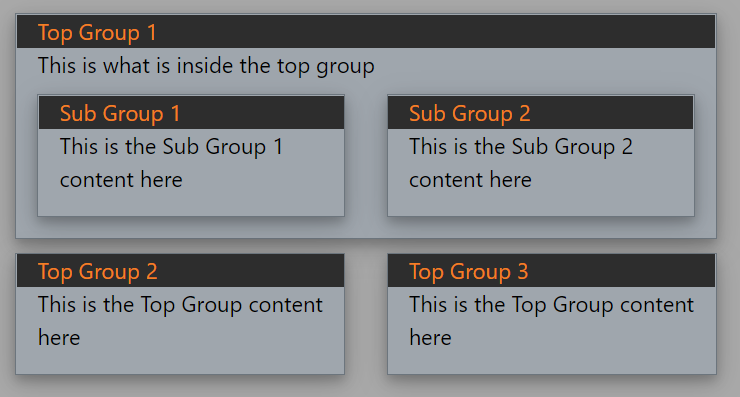 Top Group 1
This is what is inside the top group
Sub Group 1
This is the Sub Group 1
content here
Sub Group 2
This is the Sub Group 2
content here
Top Group 2
This is the Top Group content
here
Top Group 3
This is the Top Group content
here